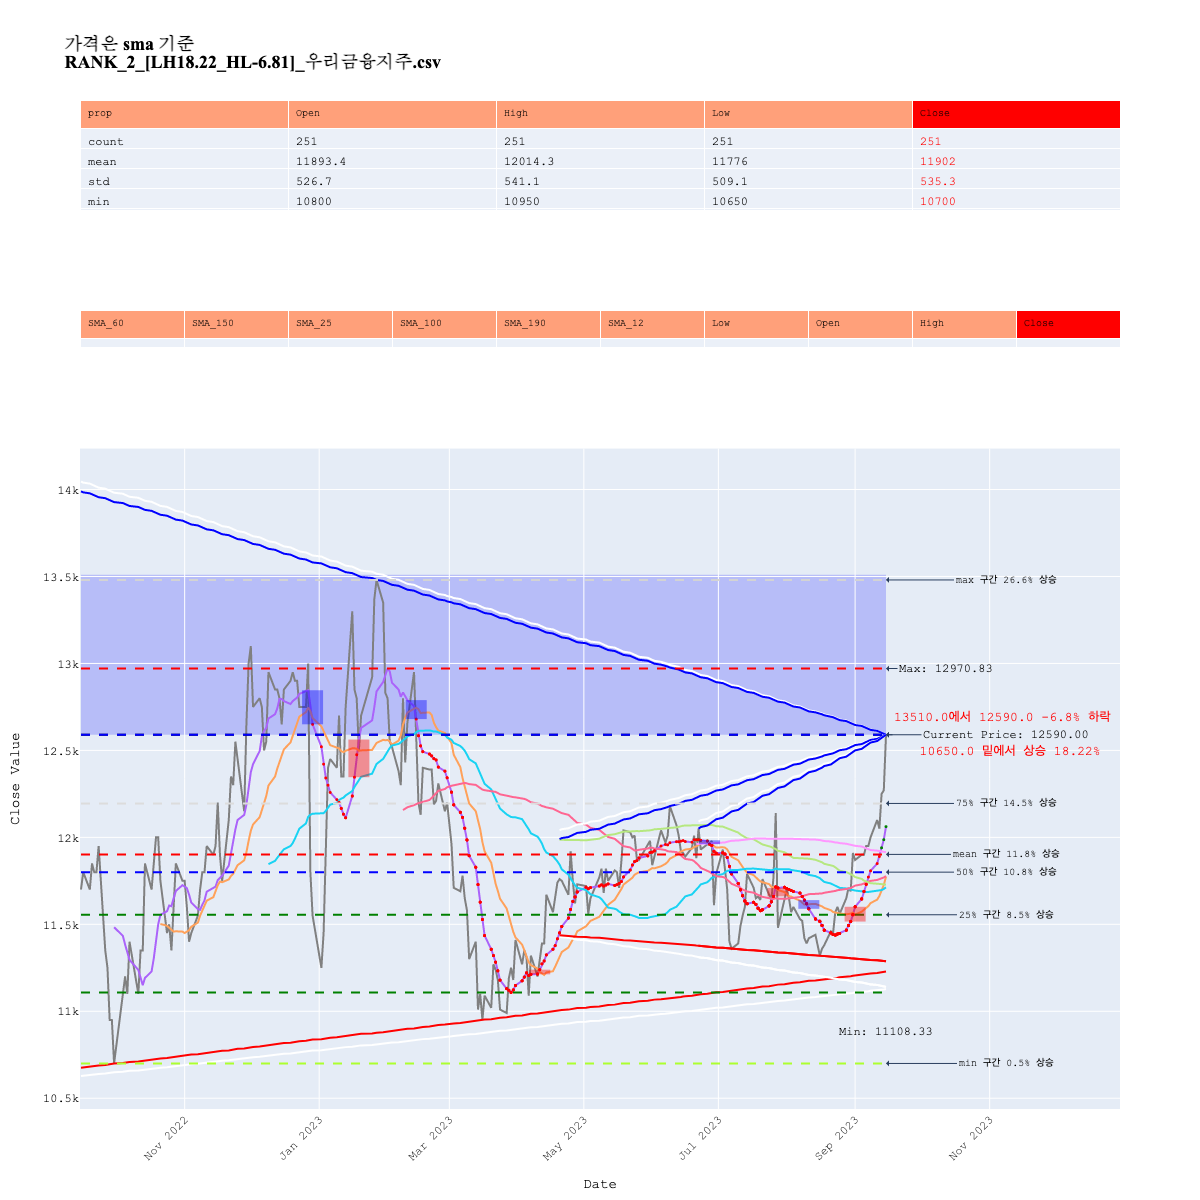 가격은 sma 기준
RANK_2_[LH18.22_HL-6.81]_우리금융지주.csv
prop Open High Low Close
count 251 251 251 251
mean 11893.4 12014.3 11776 11902
std 526.7 541.1 509.1 535.3
min 10800 10950 10650 10700
SMA_60 SMA_150 SMA_25 SMA_100 SMA_190 SMA_12 Low Open High Close
14k
13.5k
max 구간 26.6% 상승
13k
Max: 12970.83
13510.0에서 12590.0 -6.8% 하락
Current Price: 12590.00
12.5k
10650.0 밑에서 상승 18.22%
75% 구간 14.5% 상승
12k
mean 구간 11.8% 상승
50% 구간 10.8% 상승
25% 구간 8.5% 상승
11.5k
11k
Min: 11108.33
min 구간 0.5% 상승
10.5k
Close Value
Nov 2022
Jan 2023
Mar 2023
May 2023
Jul 2023
Sep 2023
Nov 2023
Date